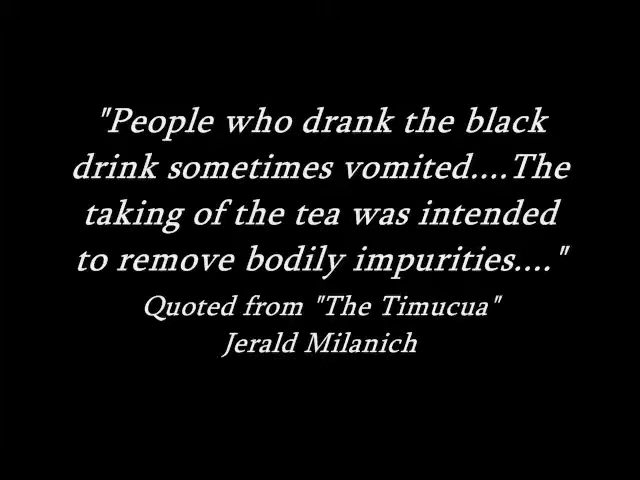 "People who drank the black
drink sometimes vomited....The
taking of the tea was intended
to remove bodily impurities...."
Quoted from "The Timucua"
Jerald Milanich